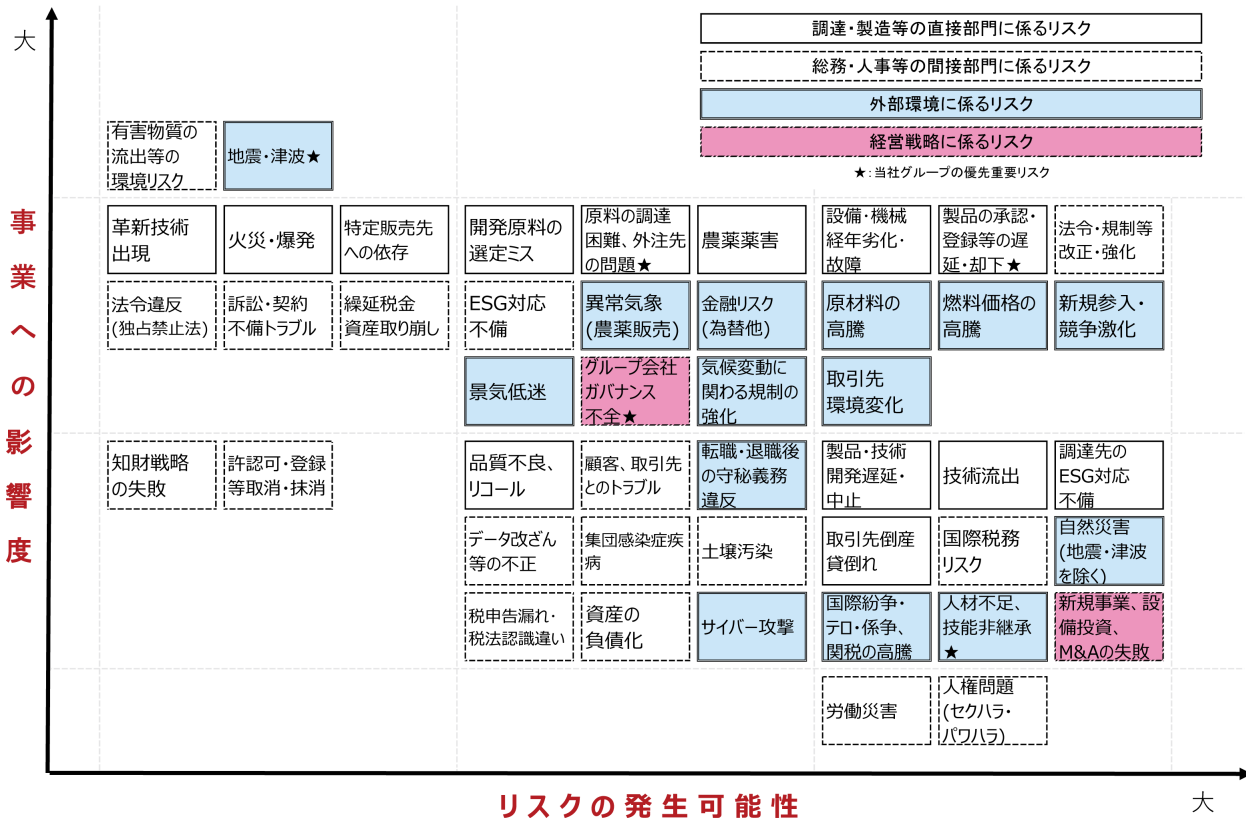 大
調達・製造等の直接部門に係るリスク
総務・人事等の間接部門に係るリスク
外部環境に係るリスク
経営戦略に係るリスク
★：当社グループの優先重要リスク
有害物質の
流出等の
環境リスク
地震・津波★
革新技術
出現
火災・爆発
特定販売先
への依存
開発原料の
選定ミス
原料の調達
困難、外注先
の問題★
農薬薬害
設備・機械
経年劣化・
故障
製品の承認・
登録等の遅
延・却下★
法令・規制等
改正・強化
法令違反
(独占禁止法)
訴訟・契約
不備トラブル
繰延税金
資産取り崩し
ESG対応
不備
異常気象
(農薬販売)
金融リスク
(為替他)
原材料の
高騰
燃料価格の
高騰
新規参入・
競争激化
景気低迷
グループ会社
ガバナンス
不全★
気候変動に
関わる規制の
強化
取引先
環境変化
知財戦略
の失敗
許認可・登録
等取消・抹消
品質不良、
リコール
顧客、取引先
とのトラブル
転職・退職後
の守秘義務
違反
製品・技術
開発遅延・
中止
技術流出
調達先の
ESG対応
不備
データ改ざん
等の不正
集団感染症疾
病
土壌汚染
取引先倒産
貸倒れ
国際税務
リスク
自然災害
(地震・津波
を除く)
税申告漏れ・
税法認識違い
資産の
負債化
サイバー攻撃
国際紛争・
テロ・係争、
関税の高騰
人材不足、
技能非継承
★
新規事業、設
備投資、
M&Aの失敗
労働災害
人権問題
(セクハラ・
パワハラ)
事業への影響度
リスクの発生可能性
大